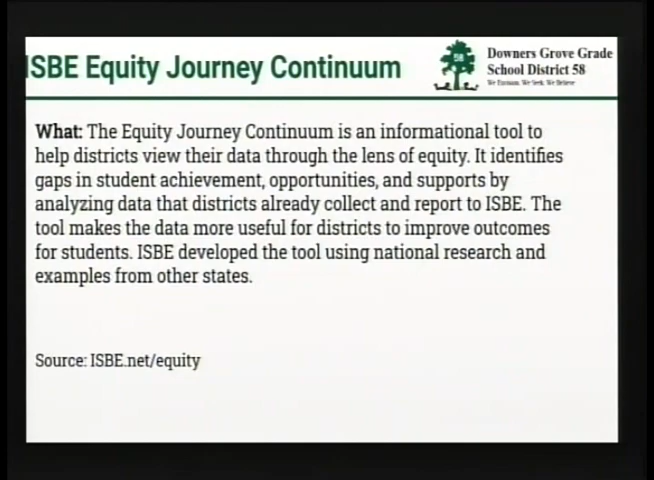 ISBE Equity Journey Continuum
58
Downers Grove Grade
School District 58
What: The Equity Journey Continuum is an informational tool to
help districts view their data through the lens of equity. It identifies
gaps in student achievement, opportunities, and supports by
analyzing data that districts already collect and report to ISBE. The
tool makes the data more useful for districts to improve outcomes
for students. ISBE developed the tool using national research and
examples from other states.
Source: ISBE.net/equity